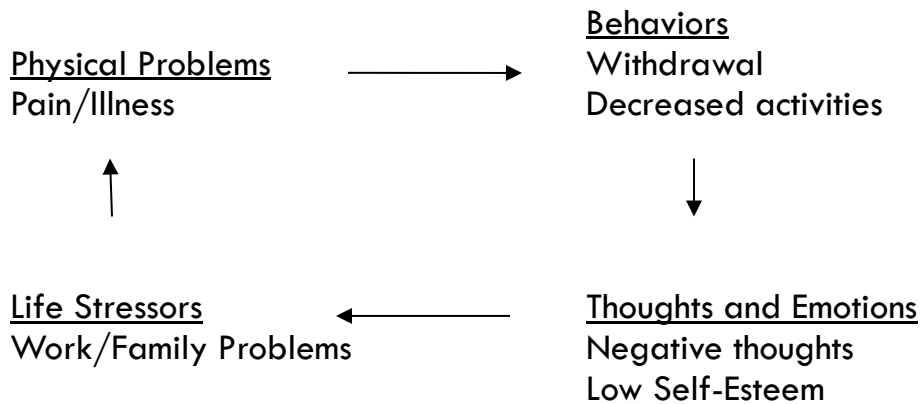 Physical Problems
Pain/Illness
Behaviors
Withdrawal
Decreased activities
Life Stressors
Work/Family Problems
Thoughts and Emotions
Negative thoughts
Low Self-Esteem